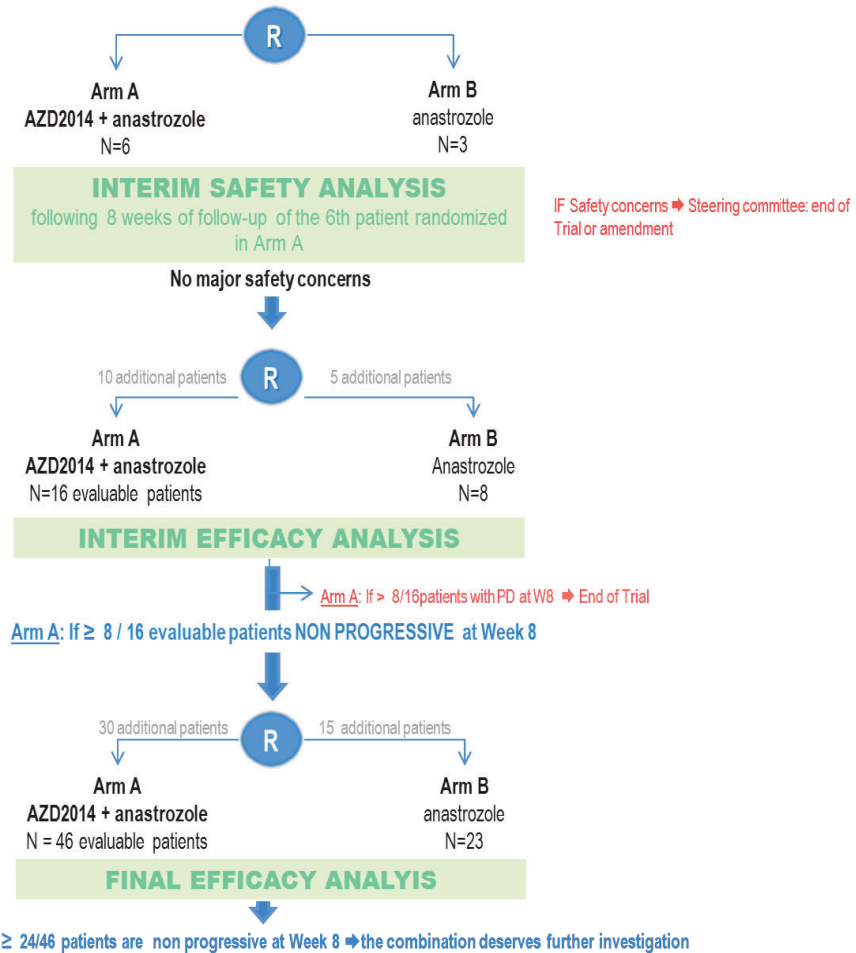 R
Arm A
AZD2014 + anastrozole
N=6
Arm B
anastrozole
N=3
INTERIM SAFETY ANALYSIS
following 8 weeks of follow-up of the 6th patient randomized
in Arm A
IF Safety concerns ➡ Steering committee: end of
Trial or amendment
No major safety concerns
10 additional patients
R
5 additional patients
Arm A
AZD2014 + anastrozole
N=16 evaluable patients
Arm B
Anastrozole
N=8
INTERIM EFFICACY ANALYSIS
Arm A: If > 8/16patients with PD at W8 ➡ End of Trial
Arm A: If ≥ 8 / 16 evaluable patients NON PROGRESSIVE at Week 8
30 additional patients
R
15 additional patients
Arm A
AZD2014 + anastrozole
N = 46 evaluable patients
Arm B
anastrozole
N=23
FINAL EFFICACY ANALYIS
≥ 24/46 patients are non progressive at Week 8 ➡the combination deserves further investigation